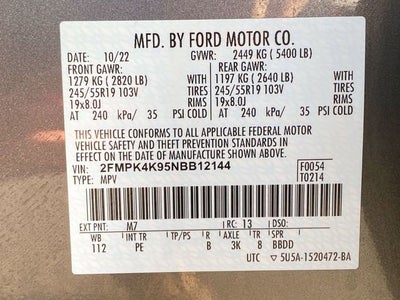 MFD. BY FORD MOTOR CO.
DATE: 10/22 GVWR: 2449 KG ( 5400 LB)
FRONT GAWR: REAR GAWR:
1279 KG ( 2820 LB) WITH 1197 KG ( 2640 LB) WITH
245/55R19 103V TIRES 245/55R19 103V TIRES
19x8.0J RIMS 19x8.0J RIMS
AT 240 kPa/ 35 PSI COLD AT 240 kPa/ 35 PSI COLD
THIS VEHICLE CONFORMS TO ALL APPLICABLE FEDERAL MOTOR
VEHICLE SAFETY AND THEFT PREVENTION STANDARDS IN
EFFECT ON THE DATE OF MANUFACTURE SHOWN ABOVE.
VIN: 2FMPK4K95NBB12144 F0054
TYPE: MPV T0214
EXT PNT: M7 RC: 13 DSO:
WB INT TR TP/PS R AX TR SPR
112 PE B 3K 8 BBDD
UTC ▽5U5A-1520472-BA